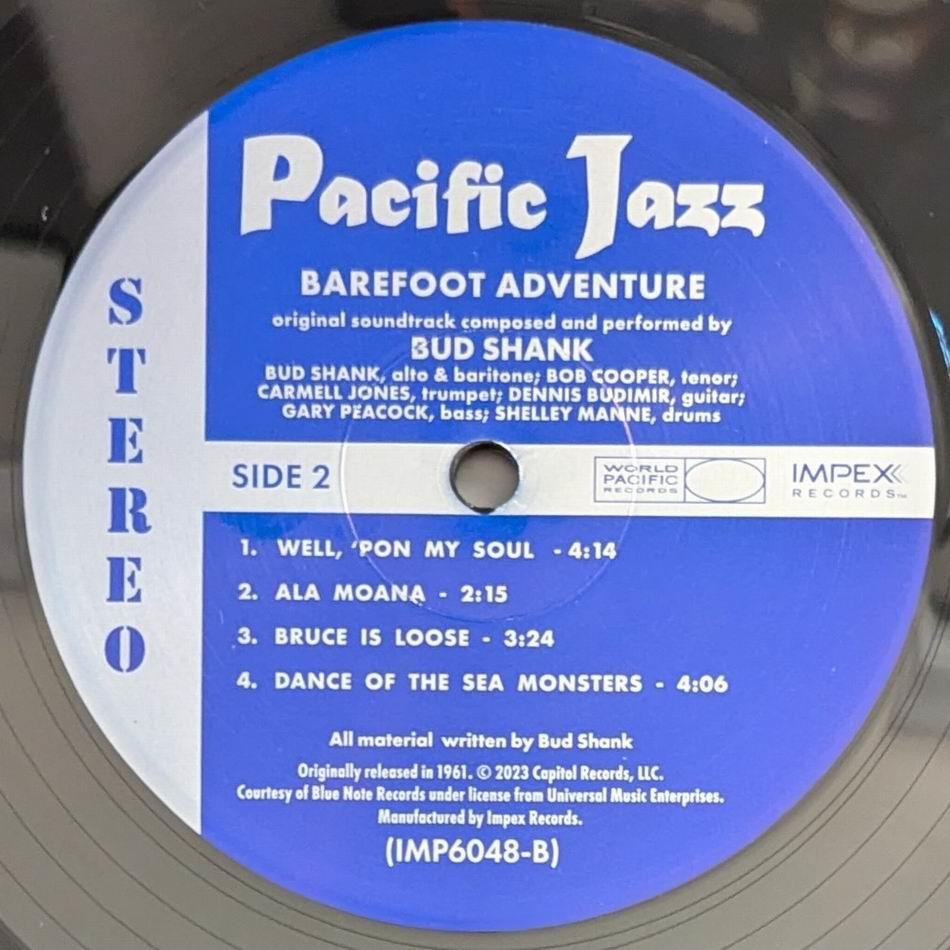 Pacific Jazz
BAREFOOT ADVENTURE
original soundtrack composed and performed by
BUD SHANK
BUD SHANK, alto & baritone; BOB COOPER, tenor;
CARMELL JONES, trumpet; DENNIS BUDIMIR, guitar;
GARY PEACOCK, bass; SHELLEY MANNE, drums
STEREO
SIDE 2
WORLD
PACIFIC
RECORDS
IMPEX
RECORDS™
1. WELL, ‘PON MY SOUL - 4:14
2. ALA MOANA - 2:15
3. BRUCE IS LOOSE - 3:24
4. DANCE OF THE SEA MONSTERS - 4:06
All material written by Bud Shank
Originally released in 1961. © 2023 Capitol Records, LLC.
Courtesy of Blue Note Records under license from Universal Music Enterprises.
Manufactured by Impex Records.
(IMP6048-B)